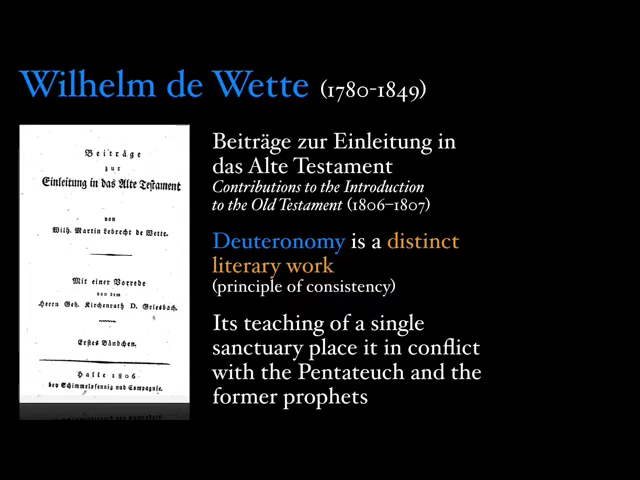 Wilhelm de Wette (1780-1849)
Beiträge
zur
Einleitung in das Alte Testament
von
Wilh. Martin Lebrecht de Wette.
Mit einer Vorrede
von dem
Herrn Geh. Kirchenrath D. Griesbach.
Erstes Bändchen.
Halle 1806
bey Schimmelpfennig und Compagnie.
Beiträge zur Einleitung in
das Alte Testament
Contributions to the Introduction
to the Old Testament (1806–1807)
Deuteronomy is a distinct
literary work
(principle of consistency)
Its teaching of a single
sanctuary place it in conflict
with the Pentateuch and the
former prophets